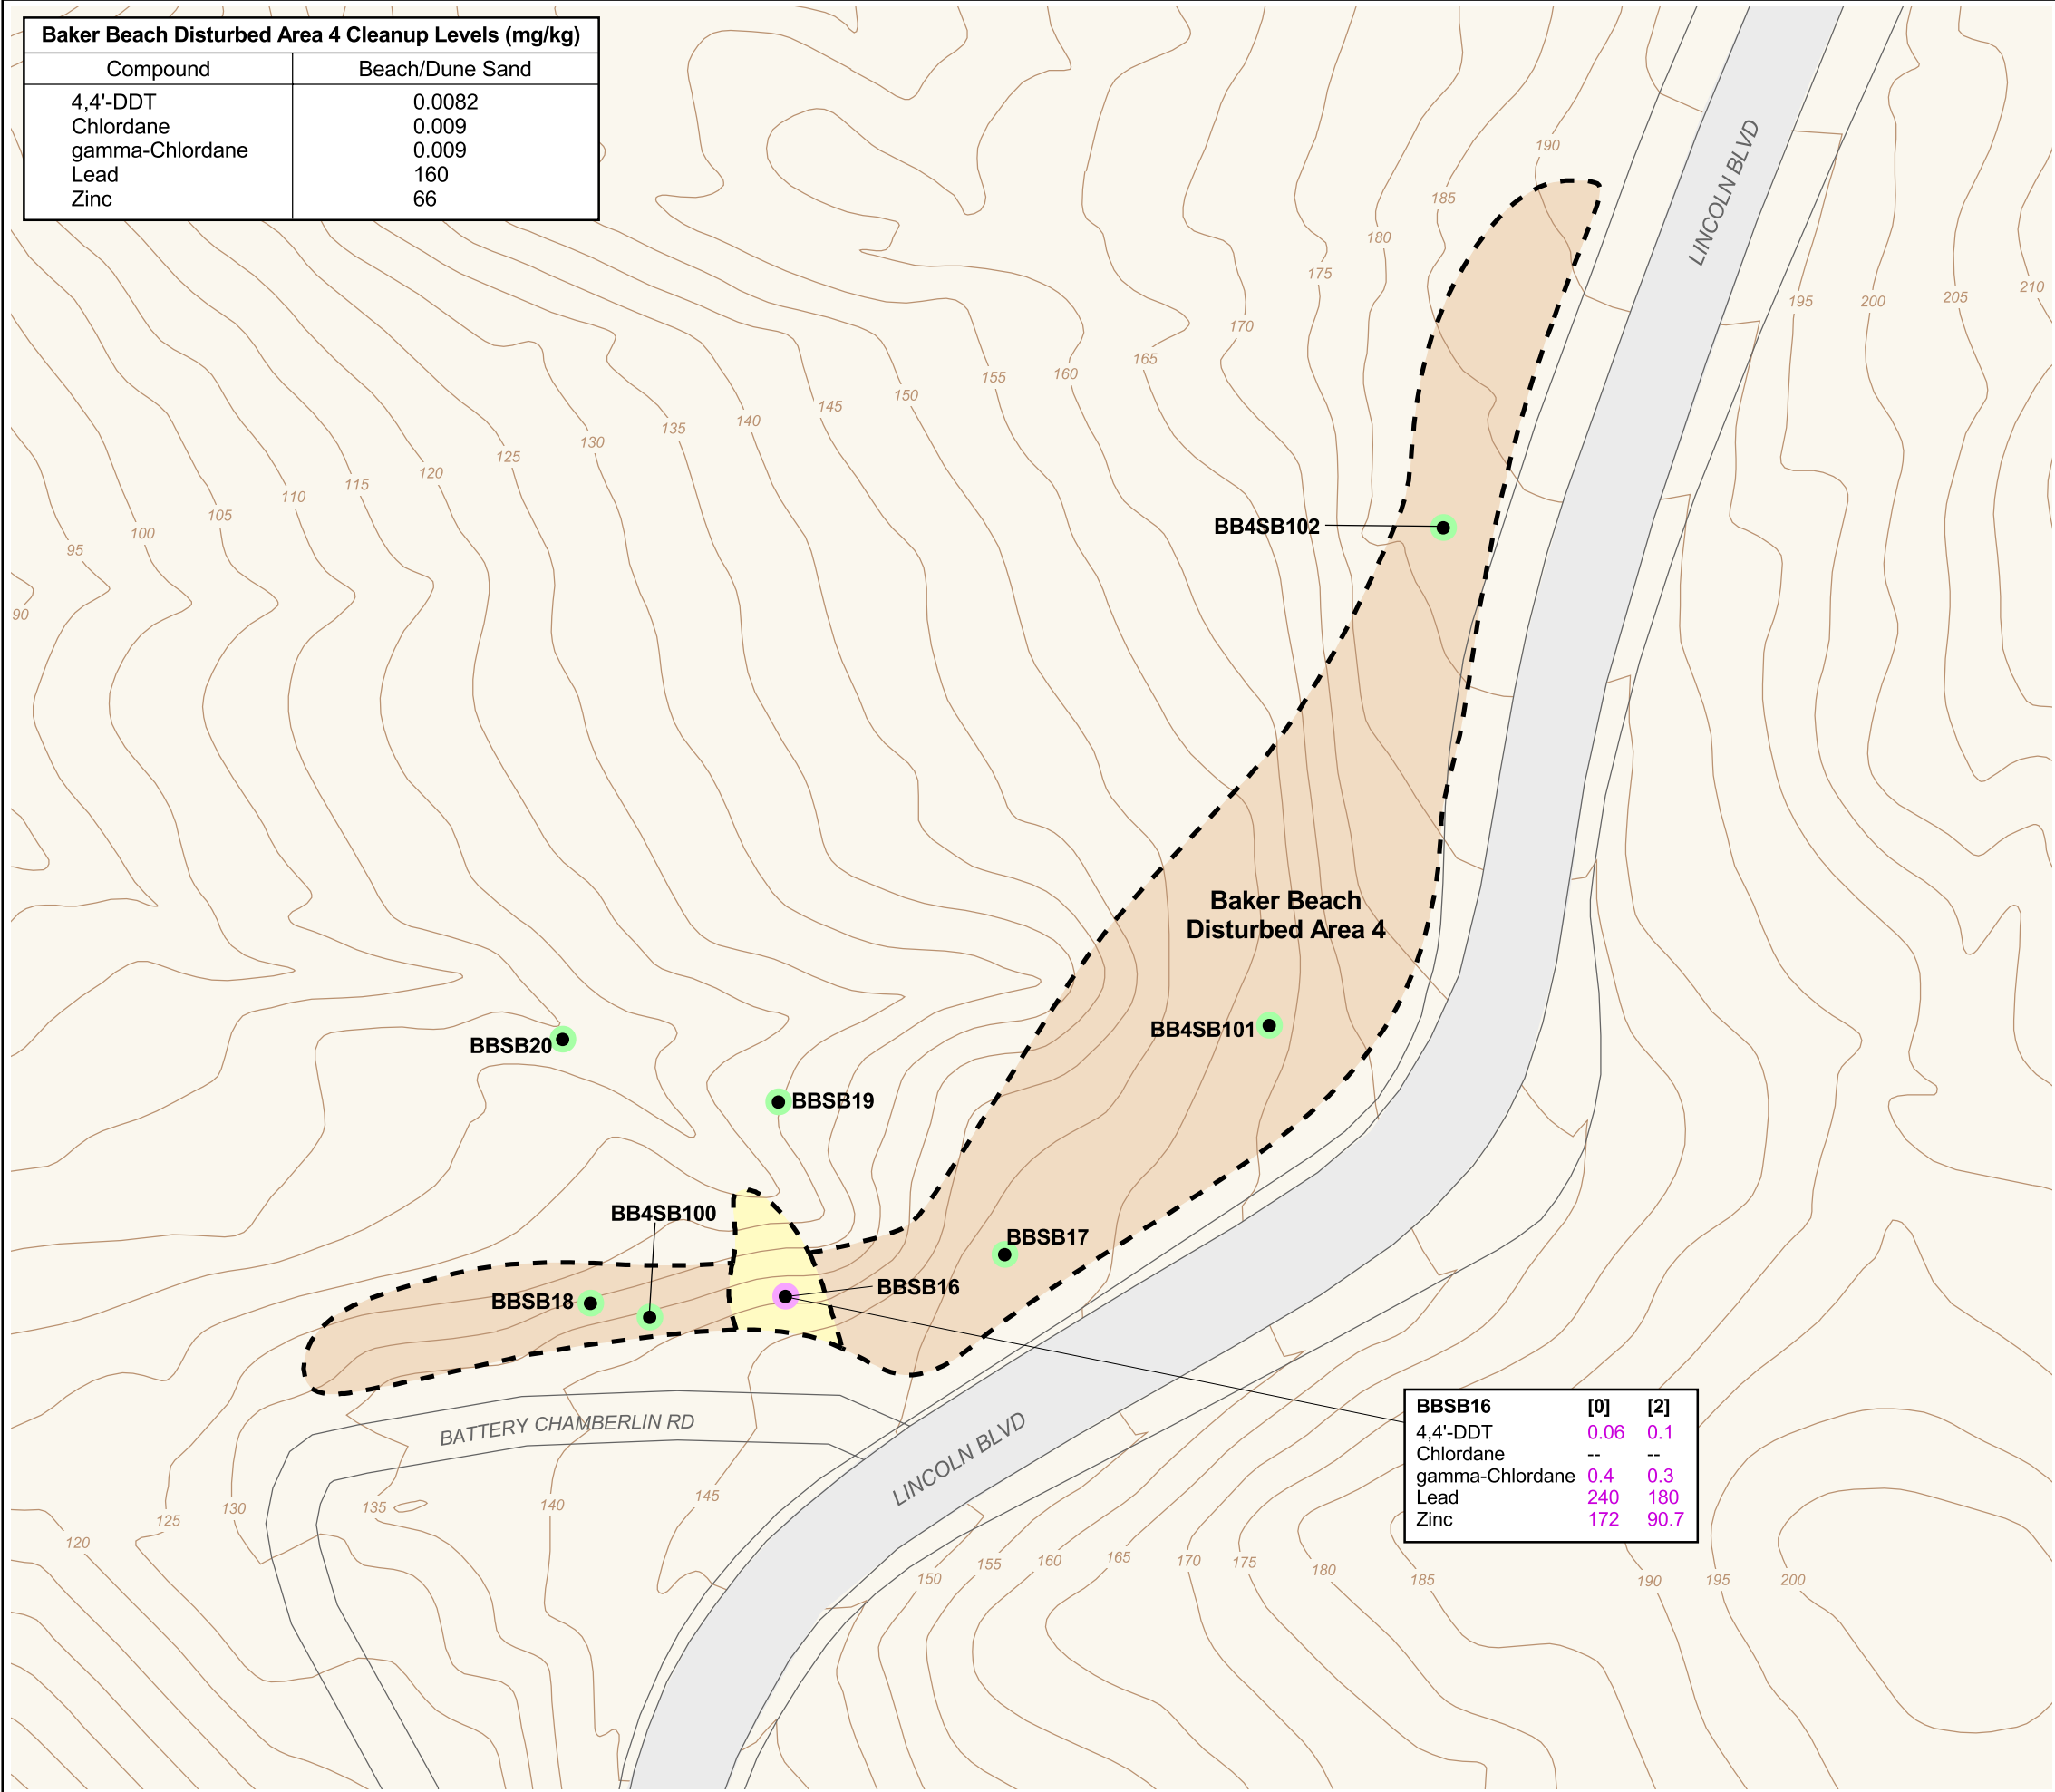 Baker Beach Disturbed Area 4 Cleanup Levels (mg/kg)
Compound Beach/Dune Sand
4,4'-DDT 0.0082
Chlordane 0.009
gamma-Chlordane 0.009
Lead 160
Zinc 66
LINCOLN BLVD
190
185
180
175
170
165
160
155
150
145
140
135
130
125
120
115
110
105
100
95
90
195
200
205
210
BB4SB102
Baker Beach
Disturbed Area 4
BB4SB101
BBSB20
BBSB19
BB4SB100
BBSB17
BBSB16
BBSB18
BATTERY CHAMBERLIN RD
LINCOLN BLVD
BBSB16 [0] [2]
4,4'-DDT 0.06 0.1
Chlordane -- --
gamma-Chlordane 0.4 0.3
Lead 240 180
Zinc 172 90.7
120
125
130
135
140
145
150
155
160
165
170
175
180
185
190
195
200